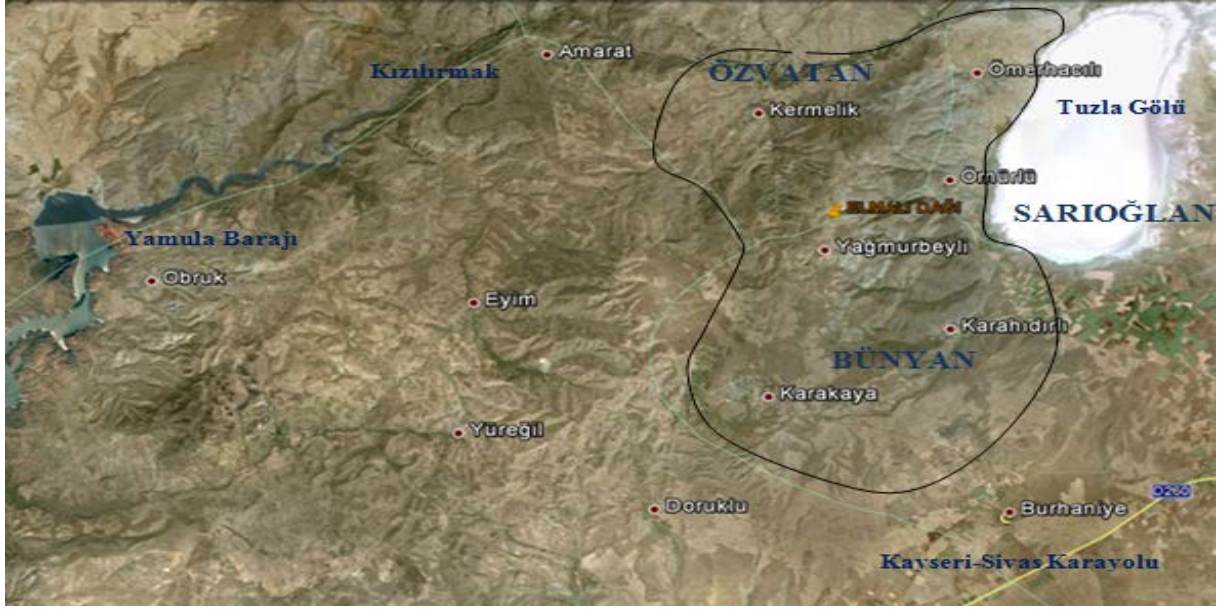 Amarat
Kızılırmak
ÖZVATAN
Ömerhacılı
Kermelik
Tuzla Gölü
Ömürlü
ELMALI DAĞI
SARIOĞLAN
Yamula Barajı
Yağmurbeyli
Obruk
Eyim
Karahıdırlı
BÜNYAN
Karakaya
Yüreğil
D260
Doruklu
Burhaniye
Kayseri-Sivas Karayolu